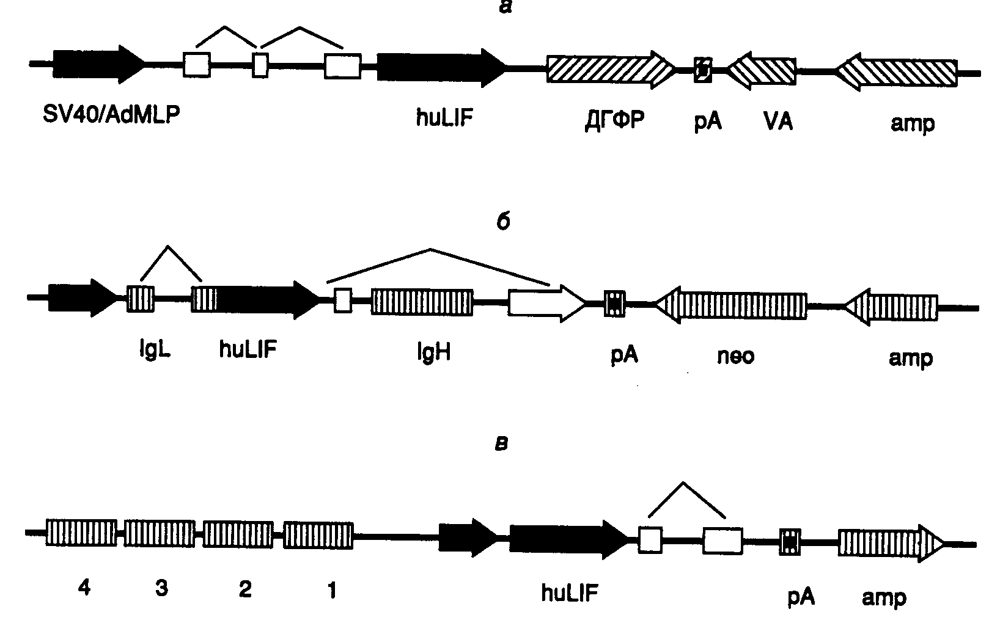 а
SV40/AdMLP huLIF ДГФР pA VA amp
б
IgL huLIF IgH pA neo amp
в
4 3 2 1 huLIF pA amp